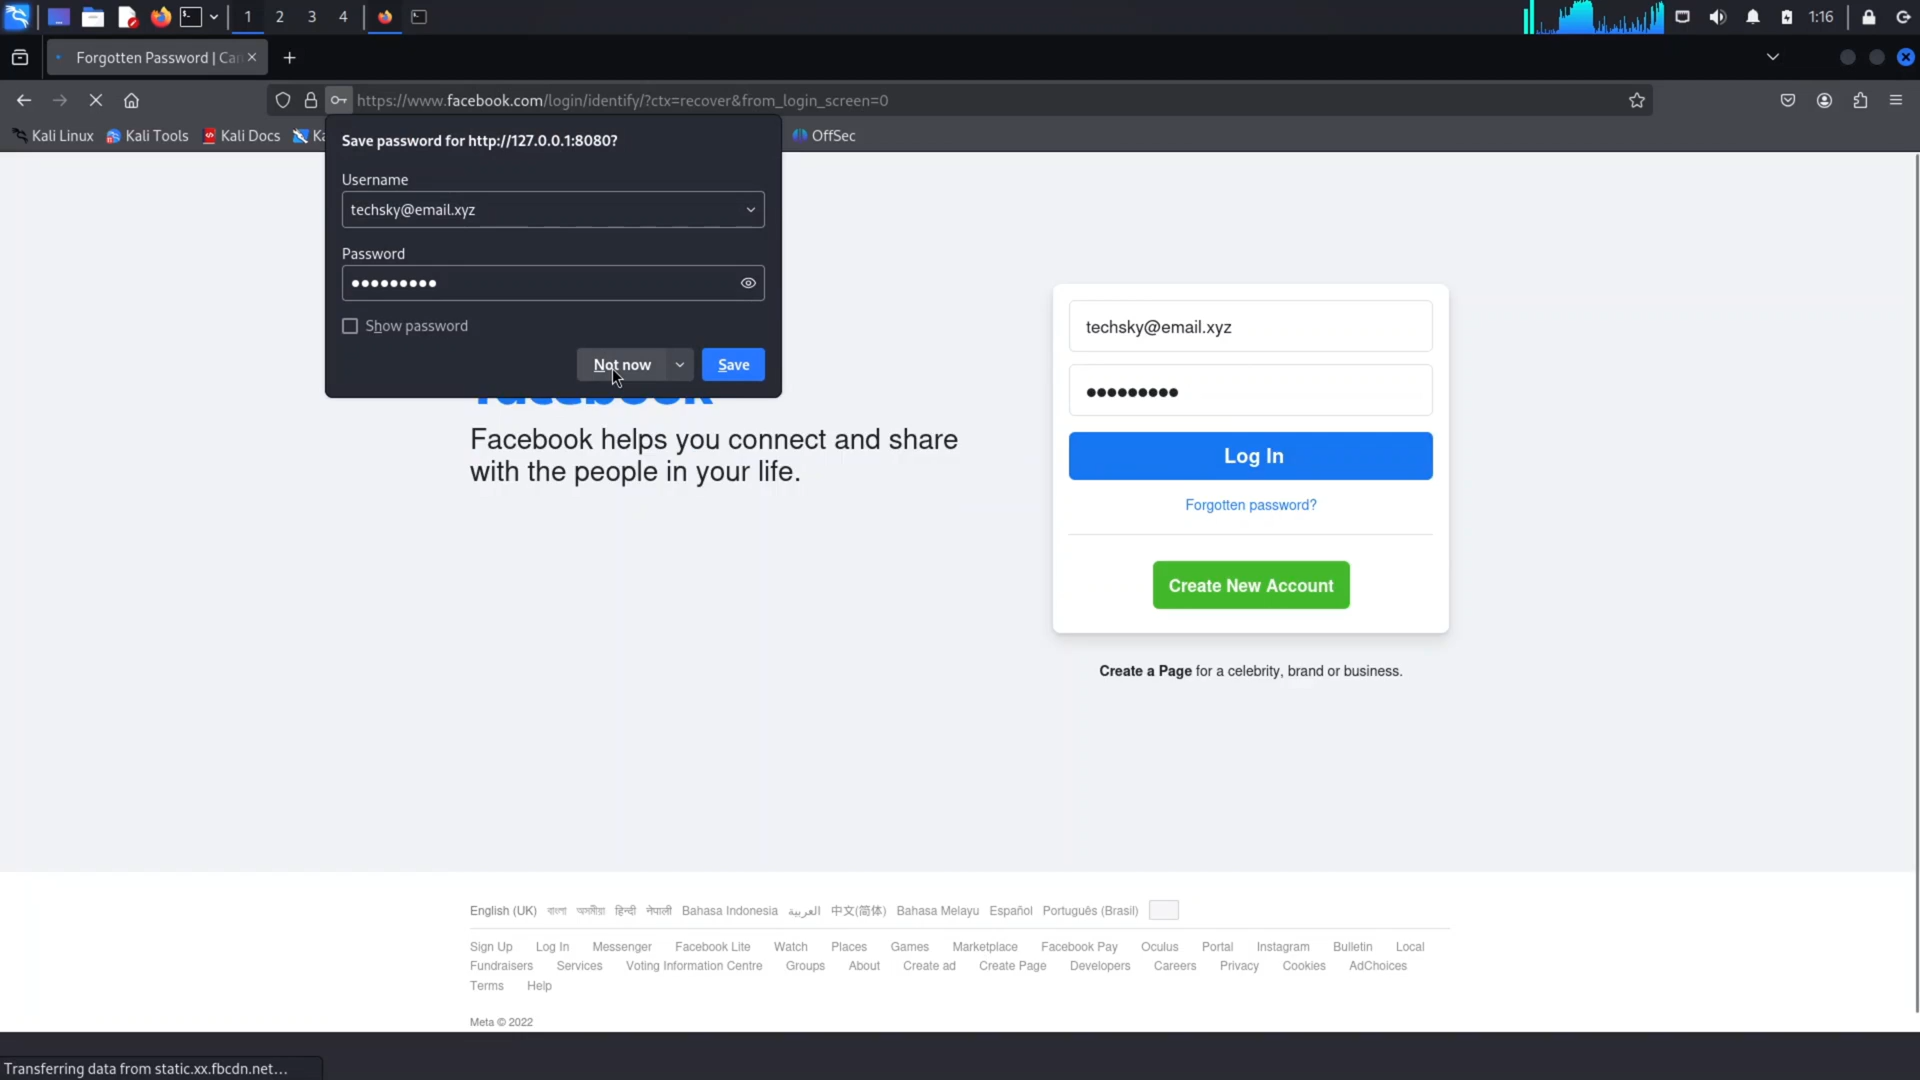 1 2 3 4
1:16
Forgotten Password | Can
https://www.facebook.com/login/identify/?ctx=recover&from_login_screen=0
Kali Linux Kali Tools Kali Docs Ka OffSec
Save password for http://127.0.0.1:8080?
Username
techsky@email.xyz
Password
Show password
Not now Save
facebook
Facebook helps you connect and share
with the people in your life.
techsky@email.xyz
Log In
Forgotten password?
Create New Account
Create a Page for a celebrity, brand or business.
English (UK) বাংলা অসমীয়া हिन्दी नेपाली Bahasa Indonesia العربية 中文(简体) Bahasa Melayu Español Português (Brasil)
Sign Up Log In Messenger Facebook Lite Watch Places Games Marketplace Facebook Pay Oculus Portal Instagram Bulletin Local
Fundraisers Services Voting Information Centre Groups About Create ad Create Page Developers Careers Privacy Cookies AdChoices
Terms Help
Meta © 2022
Transferring data from static.xx.fbcdn.net...